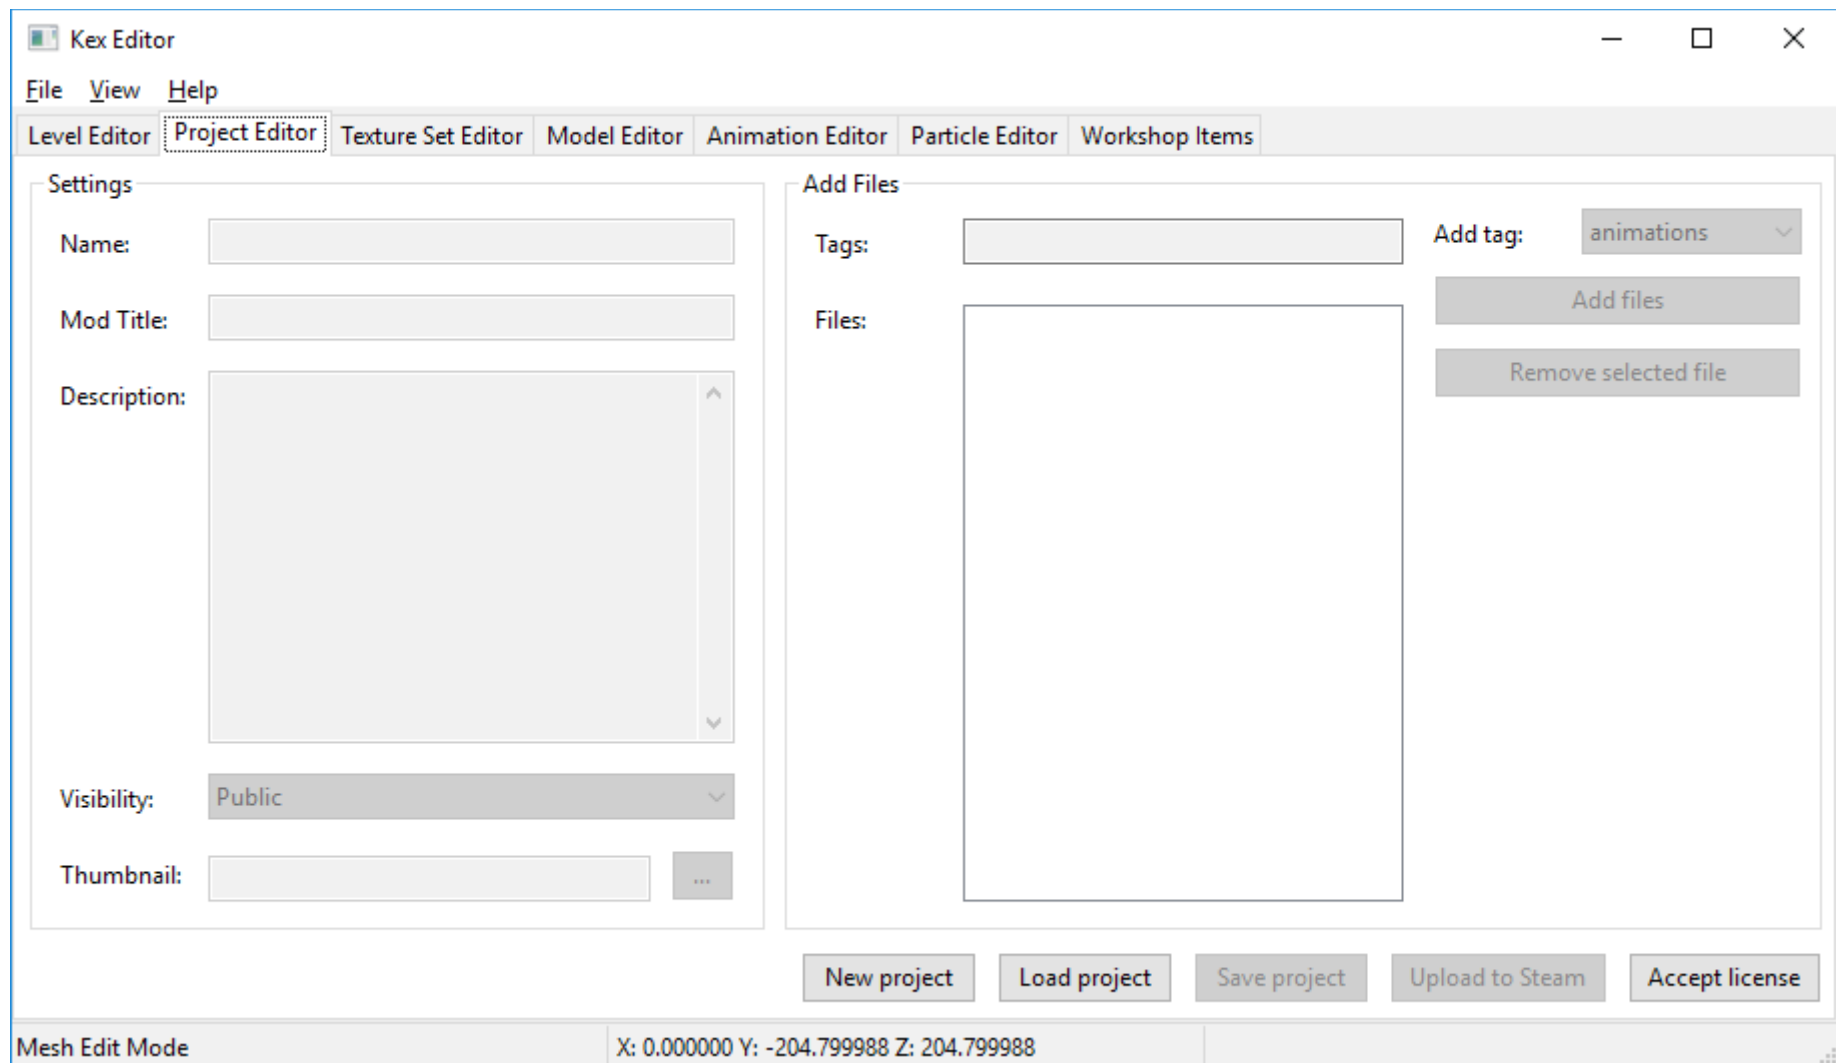 Kex Editor
File View Help
Level Editor Project Editor Texture Set Editor Model Editor Animation Editor Particle Editor Workshop Items
Settings
Name:
Mod Title:
Description:
Visibility: Public
Thumbnail: ...
Add Files
Tags:
Files:
Add tag: animations
Add files
Remove selected file
New project Load project Save project Upload to Steam Accept license
Mesh Edit Mode X: 0.000000 Y: -204.799988 Z: 204.799988